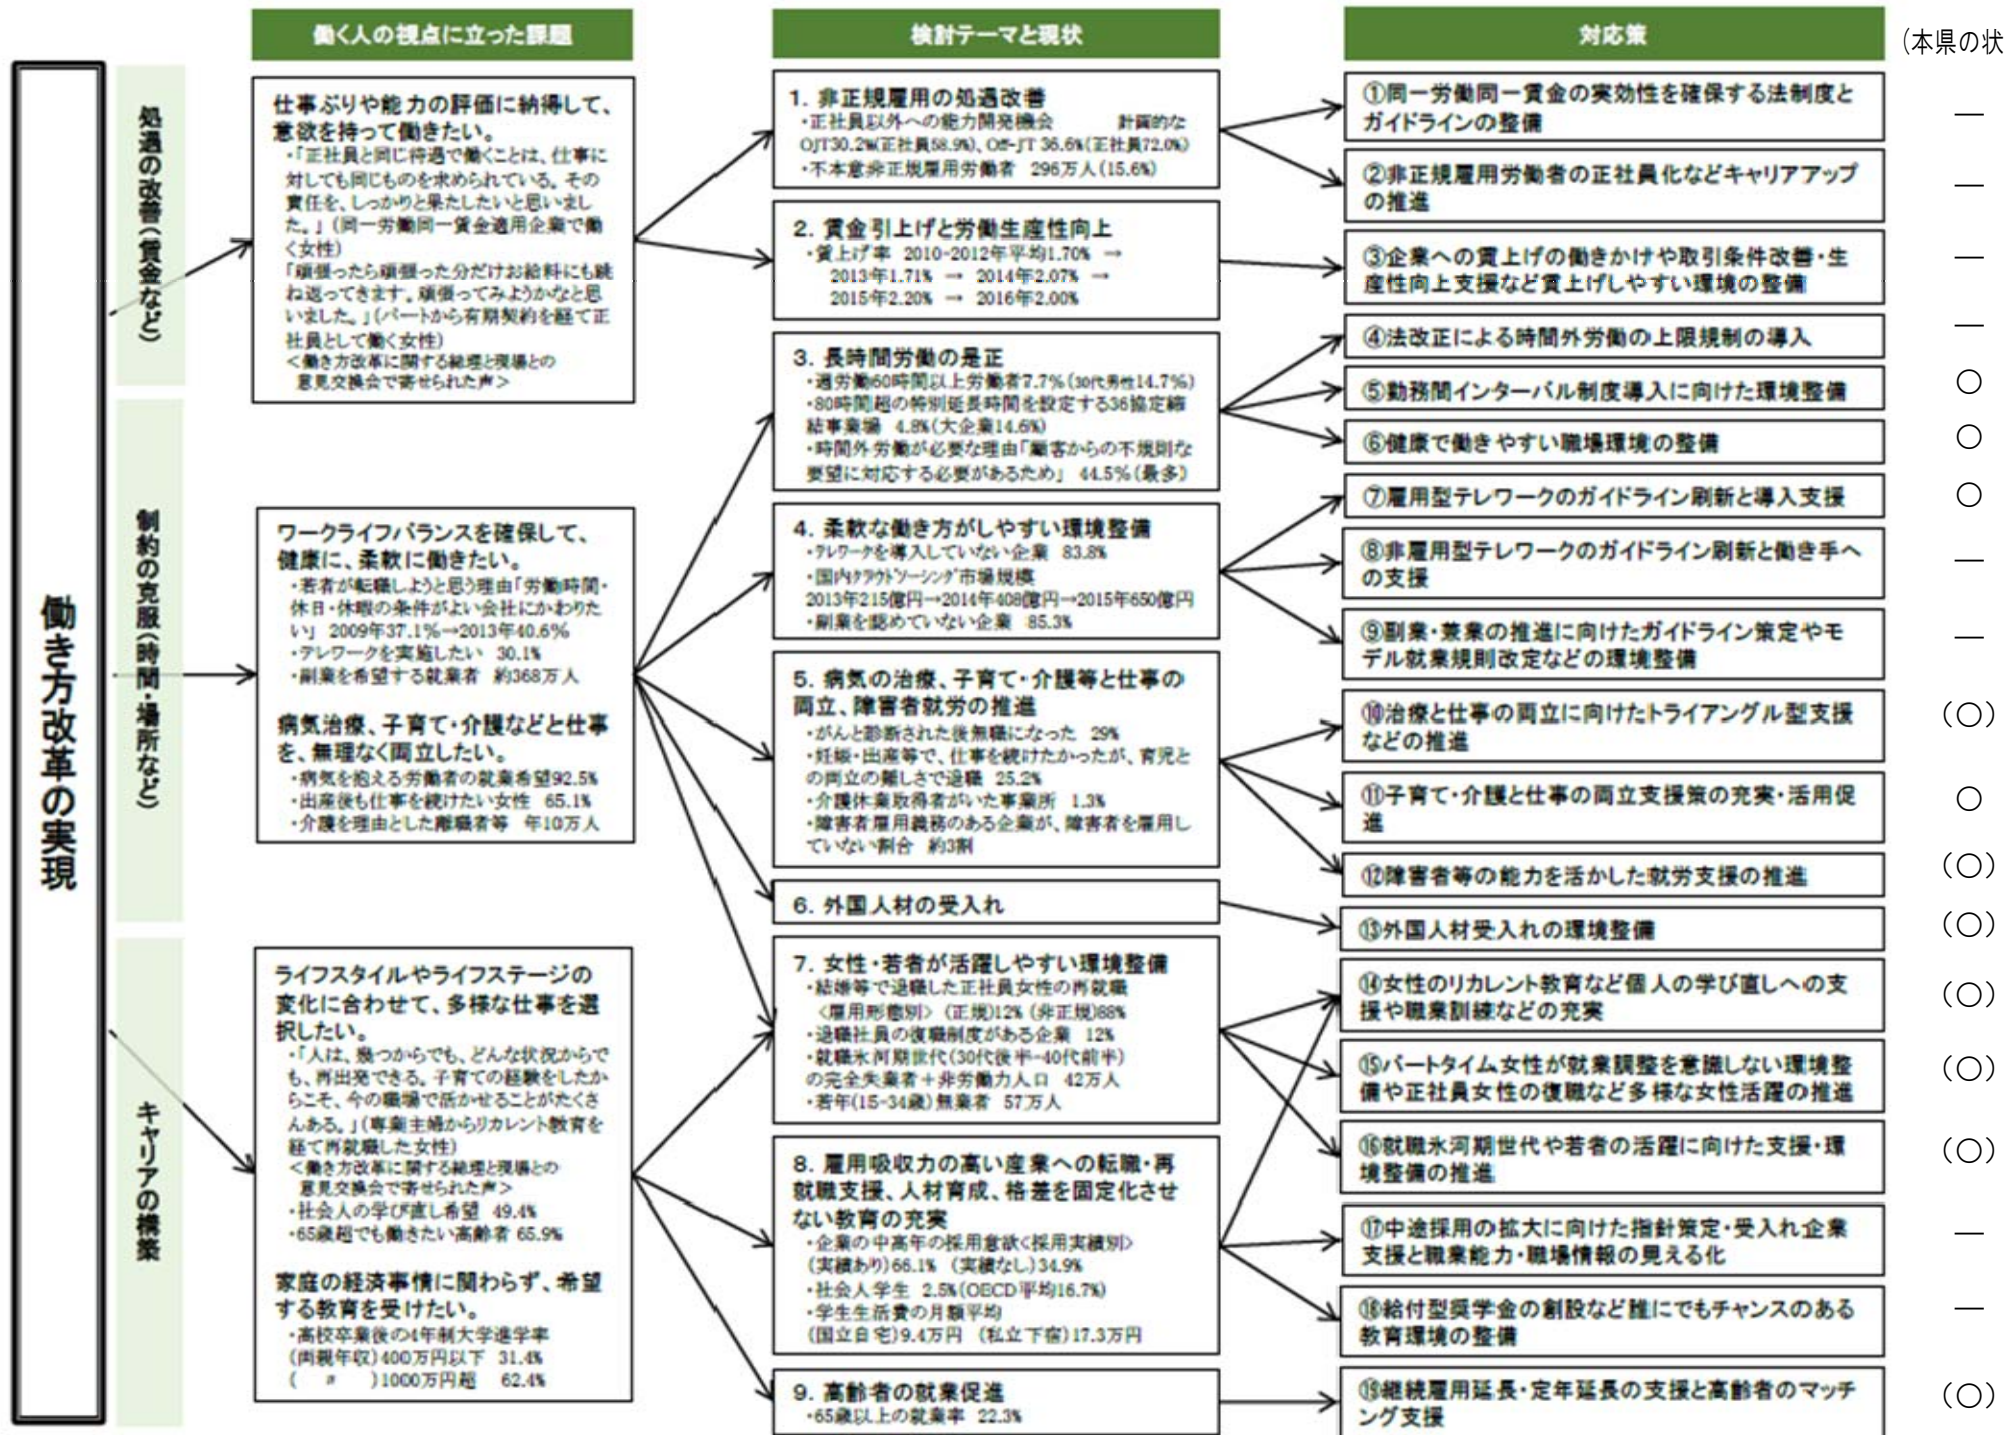 働く人の視点に立った課題
検討テーマと現状
対応策
(本県の状
働き方改革の実現
処遇の改善(賃金など)
制約の克服(時間・場所など)
キャリアの構築
仕事ぶりや能力の評価に納得して、
意欲を持って働きたい。
・「正社員と同じ待遇で働くことは、仕事に
対しても同じものを求められている。その
責任を、しっかりと果たしたいと思いまし
た。」(同一労働同一賃金適用企業で働
く女性)
「頑張ったら頑張った分だけお給料にも跳
ね返ってきます。頑張ってみようかなと思
いました。」(パートから有期契約を経て正
社員として働く女性)
<働き方改革に関する総理と現場との
意見交換会で寄せられた声>
ワークライフバランスを確保して、
健康に、柔軟に働きたい。
・若者が転職しようと思う理由「労働時間・
休日・休暇の条件がよい会社にかわりた
い」 2009年37.1%→2013年40.6%
・テレワークを実施したい 30.1%
・副業を希望する就業者 約368万人
病気治療、子育て・介護などと仕事
を、無理なく両立したい。
・病気を抱える労働者の就業希望92.5%
・出産後も仕事を続けたい女性 65.1%
・介護を理由とした離職者等 年10万人
ライフスタイルやライフステージの
変化に合わせて、多様な仕事を選
択したい。
・「人は、幾つからでも、どんな状況からで
も、再出発できる。子育ての経験をしたか
らこそ、今の職場で活かせることがたくさ
んある。」(専業主婦からリカレント教育を
経て再就職した女性)
<働き方改革に関する総理と現場との
意見交換会で寄せられた声>
・社会人の学び直し希望 49.4%
・65歳超でも働きたい高齢者 65.9%
家庭の経済事情に関わらず、希望
する教育を受けたい。
・高校卒業後の4年制大学進学率
(両親年収)400万円以下 31.4%
( 〃 )1000万円超 62.4%
1. 非正規雇用の処遇改善
・正社員以外への能力開発機会 計画的な
OJT30.2%(正社員58.9%)、Off-JT 36.6%(正社員72.0%)
・不本意非正規雇用労働者 296万人(15.6%)
2. 賃金引上げと労働生産性向上
・賃上げ率 2010-2012年平均1.70% →
2013年1.71% → 2014年2.07% →
2015年2.20% → 2016年2.00%
3. 長時間労働の是正
・週労働60時間以上労働者7.7%(30代男性14.7%)
・80時間超の特別延長時間を設定する36協定締
結事業場 4.8%(大企業14.6%)
・時間外労働が必要な理由「顧客からの不規則な
要望に対応する必要があるため」 44.5%(最多)
4. 柔軟な働き方がしやすい環境整備
・テレワークを導入していない企業 83.8%
・国内クラウドソーシング市場規模
2013年215億円→2014年408億円→2015年650億円
・副業を認めていない企業 85.3%
5. 病気の治療、子育て・介護等と仕事の
両立、障害者就労の推進
・がんと診断された後無職になった 29%
・妊娠・出産等で、仕事を続けたかったが、育児と
の両立の難しさで退職 25.2%
・介護休業取得者がいた事業所 1.3%
・障害者雇用義務のある企業が、障害者を雇用し
ていない割合 約3割
6. 外国人材の受入れ
7. 女性・若者が活躍しやすい環境整備
・結婚等で退職した正社員女性の再就職
<雇用形態別> (正規)12% (非正規)88%
・退職社員の復職制度がある企業 12%
・就職氷河期世代(30代後半-40代前半)
の完全失業者+非労働力人口 42万人
・若年(15-34歳)無業者 57万人
8. 雇用吸収力の高い産業への転職・再
就職支援、人材育成、格差を固定化させ
ない教育の充実
・企業の中高年の採用意欲<採用実績別>
(実績あり)66.1% (実績なし)34.9%
・社会人学生 2.5%(OECD平均16.7%)
・学生生活費の月額平均
(国立自宅)9.4万円 (私立下宿)17.3万円
9. 高齢者の就業促進
・65歳以上の就業率 22.3%
①同一労働同一賃金の実効性を確保する法制度と
ガイドラインの整備
―
②非正規雇用労働者の正社員化などキャリアアップ
の推進
―
③企業への賃上げの働きかけや取引条件改善・生
産性向上支援など賃上げしやすい環境の整備
―
④法改正による時間外労働の上限規制の導入
―
⑤勤務間インターバル制度導入に向けた環境整備
○
⑥健康で働きやすい職場環境の整備
○
⑦雇用型テレワークのガイドライン刷新と導入支援
○
⑧非雇用型テレワークのガイドライン刷新と働き手へ
の支援
―
⑨副業・兼業の推進に向けたガイドライン策定やモ
デル就業規則改定などの環境整備
―
⑩治療と仕事の両立に向けたトライアングル型支援
などの推進
(○)
⑪子育て・介護と仕事の両立支援策の充実・活用促
進
○
⑫障害者等の能力を活かした就労支援の推進
(○)
⑬外国人材受入れの環境整備
(○)
⑭女性のリカレント教育など個人の学び直しへの支
援や職業訓練などの充実
(○)
⑮パートタイム女性が就業調整を意識しない環境整
備や正社員女性の復職など多様な女性活躍の推進
(○)
⑯就職氷河期世代や若者の活躍に向けた支援・環
境整備の推進
(○)
⑰中途採用の拡大に向けた指針策定・受入れ企業
支援と職業能力・職場情報の見える化
―
⑱給付型奨学金の創設など誰にでもチャンスのある
教育環境の整備
―
⑲継続雇用延長・定年延長の支援と高齢者のマッチ
ング支援
(○)